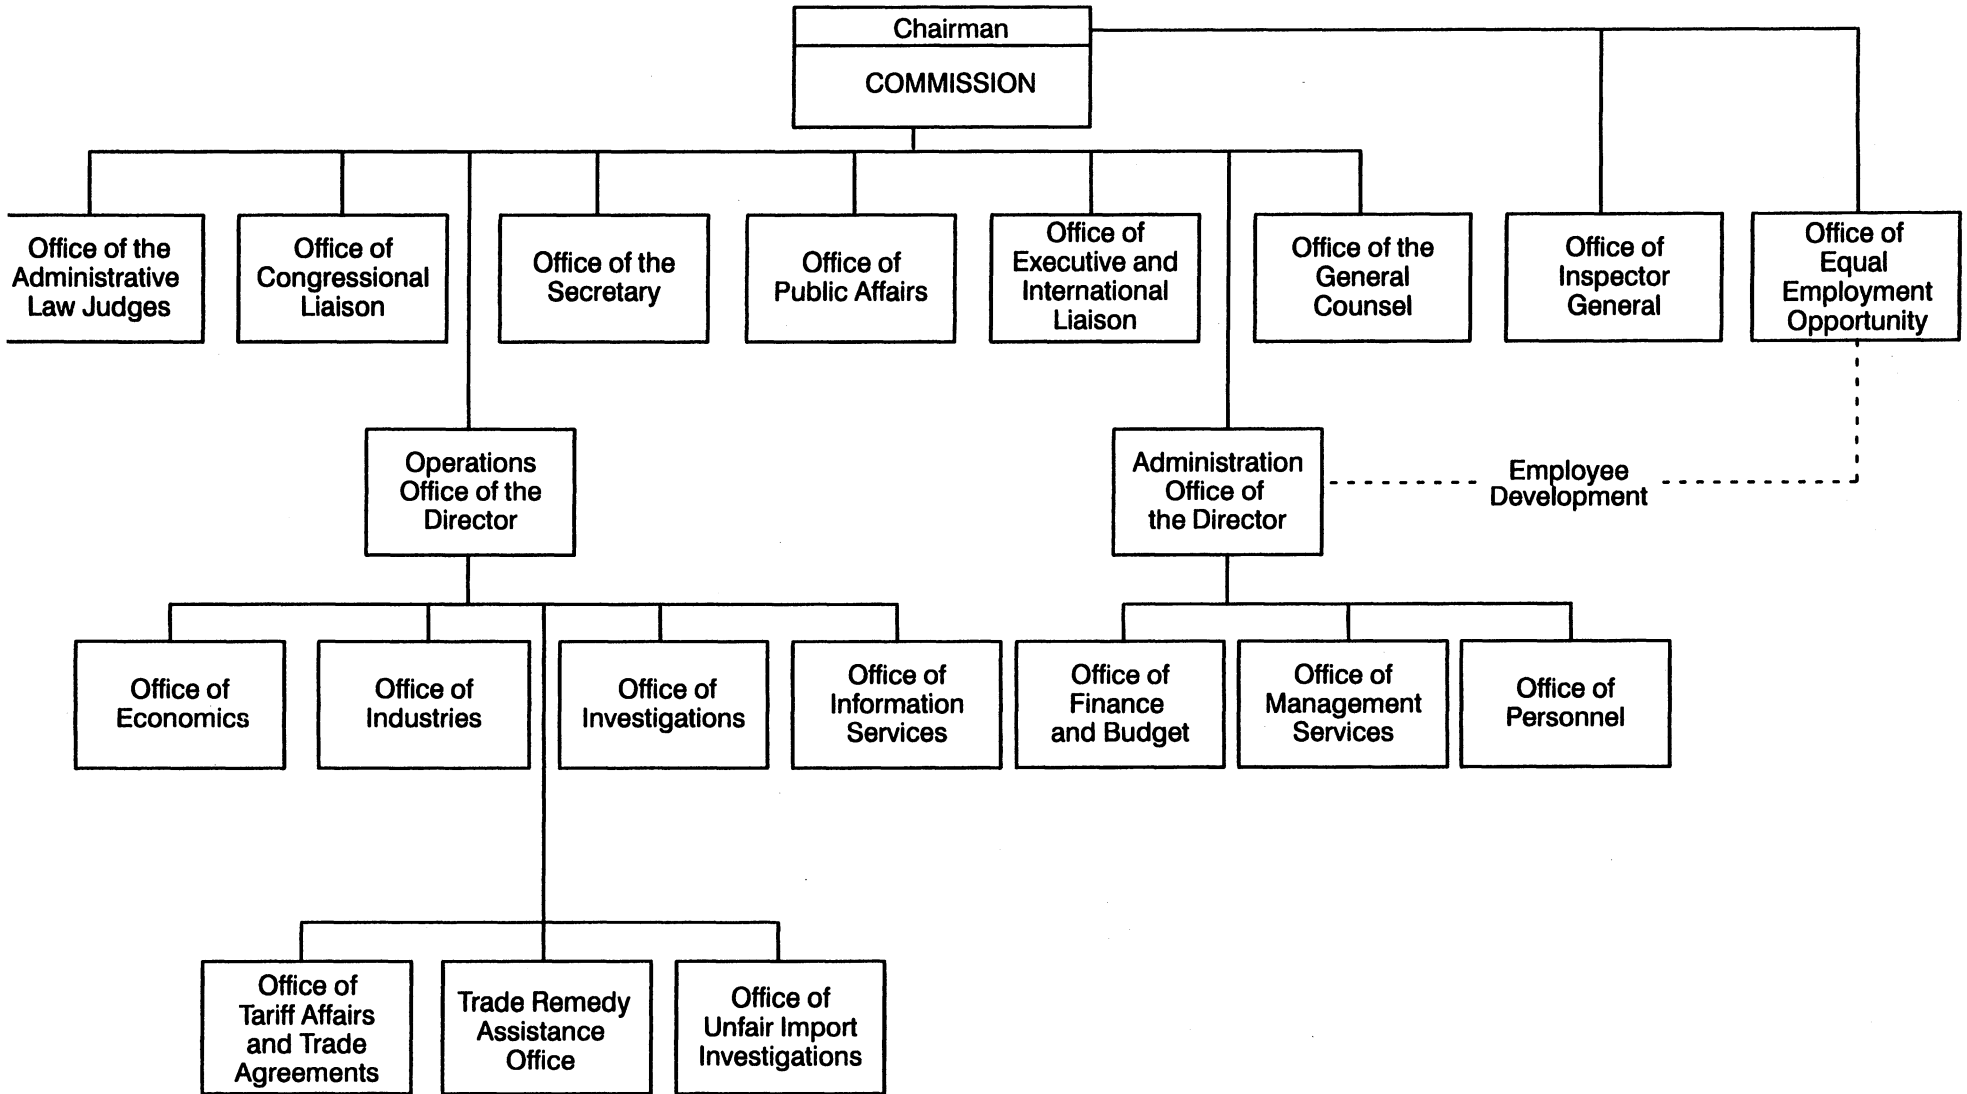 Chairman
COMMISSION
Office of the
Administrative
Law Judges
Office of
Congressional
Liaison
Office of the
Secretary
Office of
Public Affairs
Office of
Executive and
International
Liaison
Office of the
General
Counsel
Office of
Inspector
General
Office of
Equal
Employment
Opportunity
Operations
Office of the
Director
Administration
Office of
the Director
Employee
Development
Office of
Economics
Office of
Industries
Office of
Investigations
Office of
Information
Services
Office of
Finance
and Budget
Office of
Management
Services
Office of
Personnel
Office of
Tariff Affairs
and Trade
Agreements
Trade Remedy
Assistance
Office
Office of
Unfair Import
Investigations